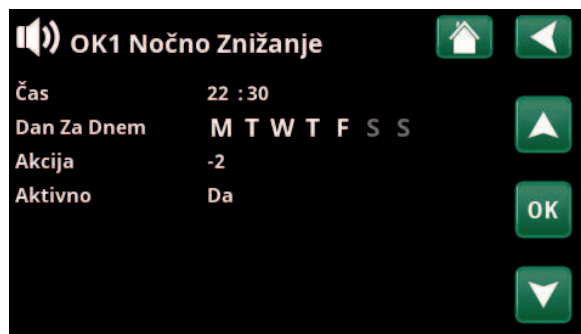 OK1 Nočno Znižanje
Čas 22 :30
Dan Za Dnem M T W T F S S
Akcija -2
Aktivno Da
OK